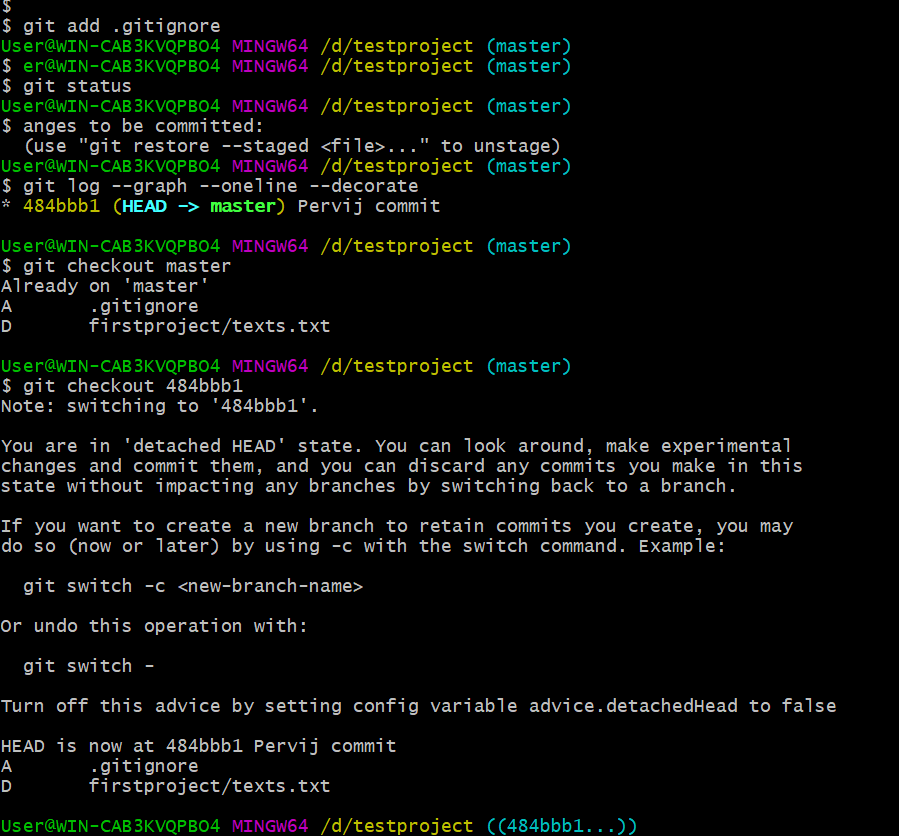 $
$ git add .gitignore
User@WIN-CAB3KVQPBO4 MINGW64 /d/testproject (master)
$ er@WIN-CAB3KVQPBO4 MINGW64 /d/testproject (master)
$ git status
User@WIN-CAB3KVQPBO4 MINGW64 /d/testproject (master)
$ anges to be committed:
  (use "git restore --staged <file>..." to unstage)
User@WIN-CAB3KVQPBO4 MINGW64 /d/testproject (master)
$ git log --graph --oneline --decorate
* 484bbb1 (HEAD -> master) Pervij commit

User@WIN-CAB3KVQPBO4 MINGW64 /d/testproject (master)
$ git checkout master
Already on 'master'
A       .gitignore
D       firstproject/texts.txt

User@WIN-CAB3KVQPBO4 MINGW64 /d/testproject (master)
$ git checkout 484bbb1
Note: switching to '484bbb1'.

You are in 'detached HEAD' state. You can look around, make experimental
changes and commit them, and you can discard any commits you make in this
state without impacting any branches by switching back to a branch.

If you want to create a new branch to retain commits you create, you may
do so (now or later) by using -c with the switch command. Example:

  git switch -c <new-branch-name>

Or undo this operation with:

  git switch -

Turn off this advice by setting config variable advice.detachedHead to false

HEAD is now at 484bbb1 Pervij commit
A       .gitignore
D       firstproject/texts.txt

User@WIN-CAB3KVQPBO4 MINGW64 /d/testproject ((484bbb1...))